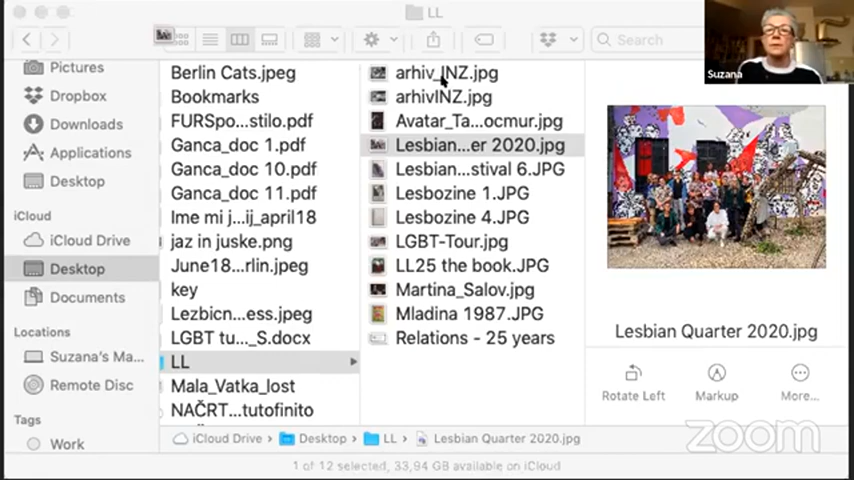 LL
Search
Suzana
Pictures
Dropbox
Downloads
Applications
Desktop
iCloud
iCloud Drive
Desktop
Documents
Locations
Suzana's Ma...
Remote Disc
Tags
Work
Berlin Cats.jpeg
Bookmarks
FURSpo...stilo.pdf
Ganca_doc 1.pdf
Ganca_doc 10.pdf
Ganca_doc 11.pdf
Ime mi j...ij_april18
jaz in juske.png
June18...rlin.jpeg
key
Lezbicn...ess.jpeg
LGBT tu..._S.docx
LL
Mala_Vatka_lost
NAČRT...tutofinito
arhiv_INZ.jpg
arhivINZ.jpg
Avatar_Ta...ocmur.jpg
Lesbian...er 2020.jpg
Lesbian...stival 6.JPG
Lesbozine 1.JPG
Lesbozine 4.JPG
LGBT-Tour.jpg
LL25 the book.JPG
Martina_Salov.jpg
Mladina 1987.JPG
Relations - 25 years
Lesbian Quarter 2020.jpg
Rotate Left
Markup
More...
iCloud Drive
Desktop
LL
Lesbian Quarter 2020.jpg
1 of 12 selected, 33,94 GB available on iCloud
zoom